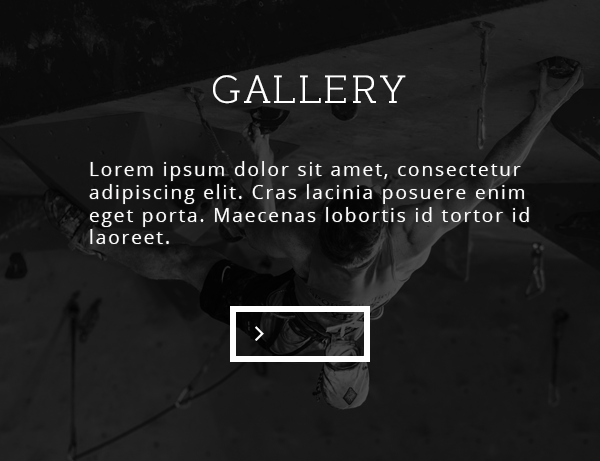 GALLERY
Lorem ipsum dolor sit amet, consectetur
adipiscing elit. Cras lacinia posuere enim
eget porta. Maecenas lobortis id tortor id
laoreet.